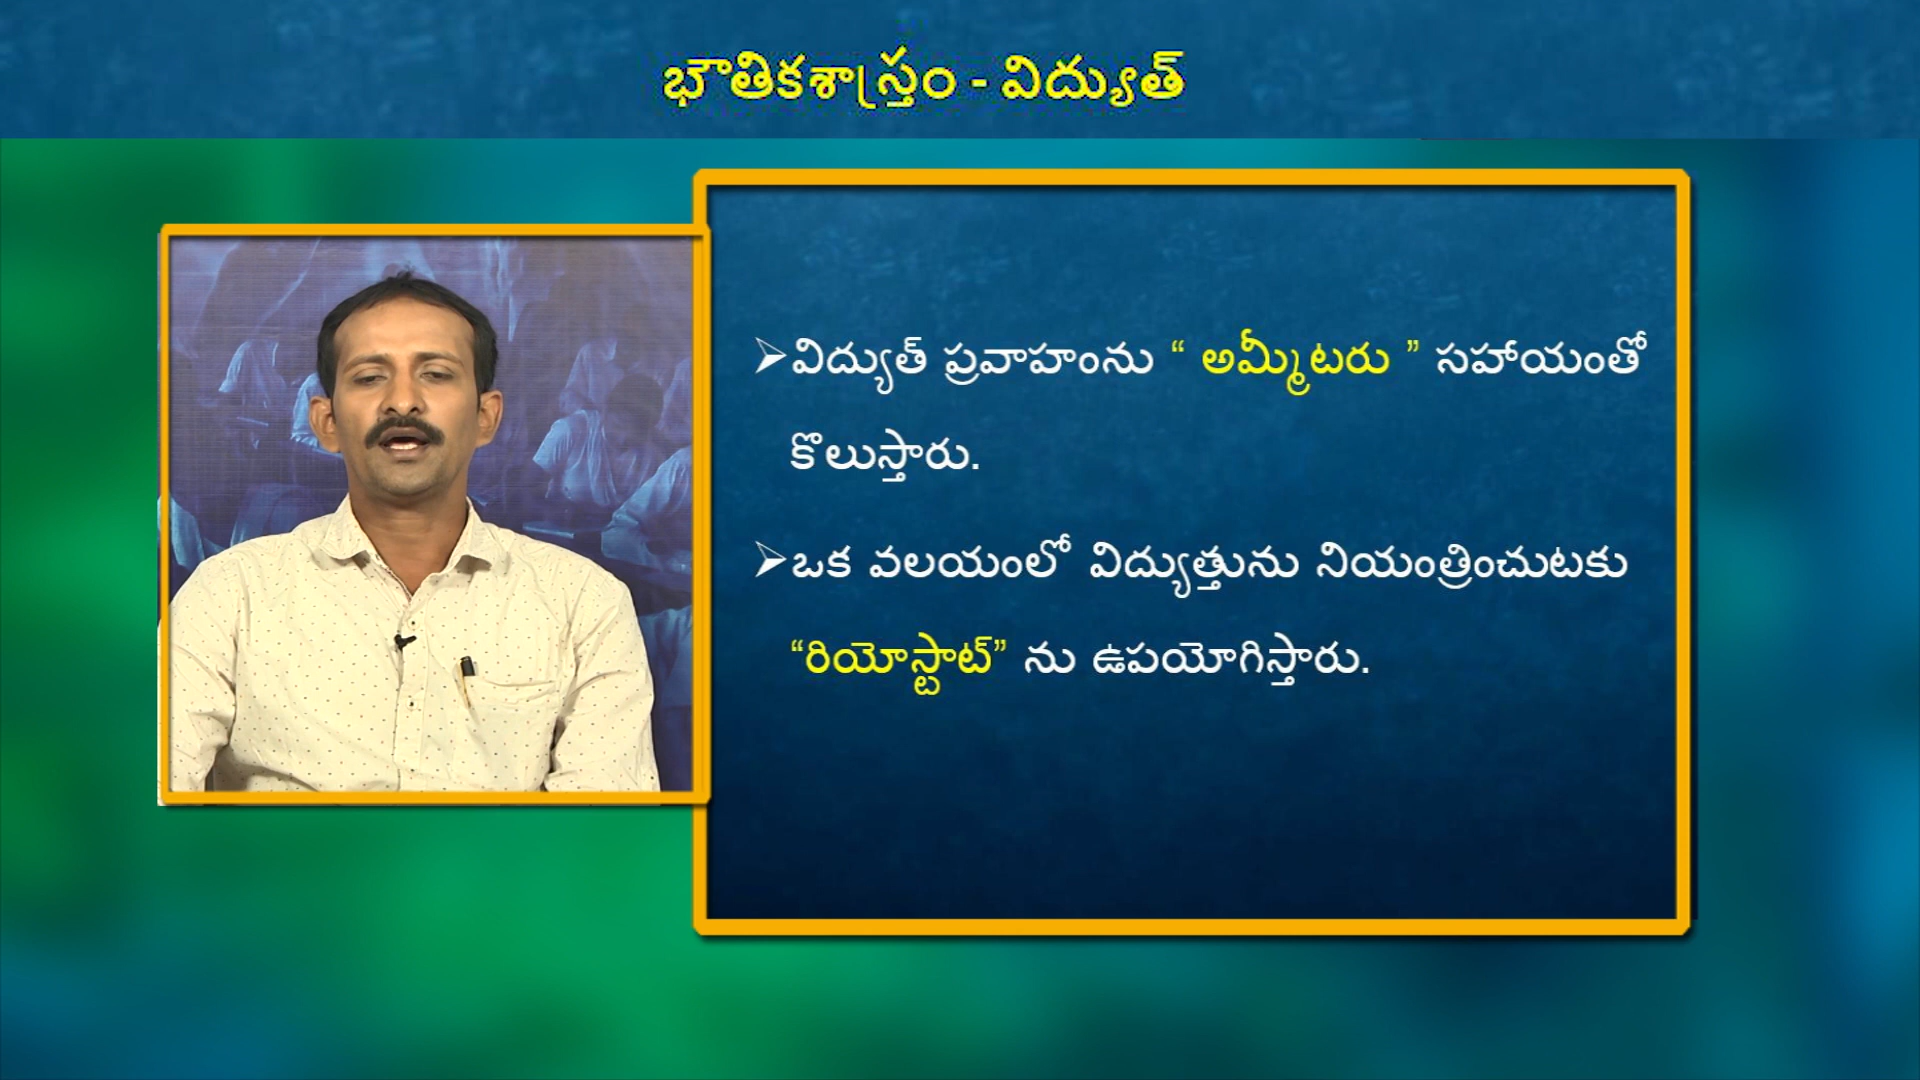 భౌతికశాస్త్రం - విద్యుత్
➢విద్యుత్ ప్రవాహంను “ అమ్మీటరు ” సహాయంతో
కొలుస్తారు.
➢ఒక వలయంలో విద్యుత్తును నియంత్రించుటకు
“రియోస్టాట్” ను ఉపయోగిస్తారు.